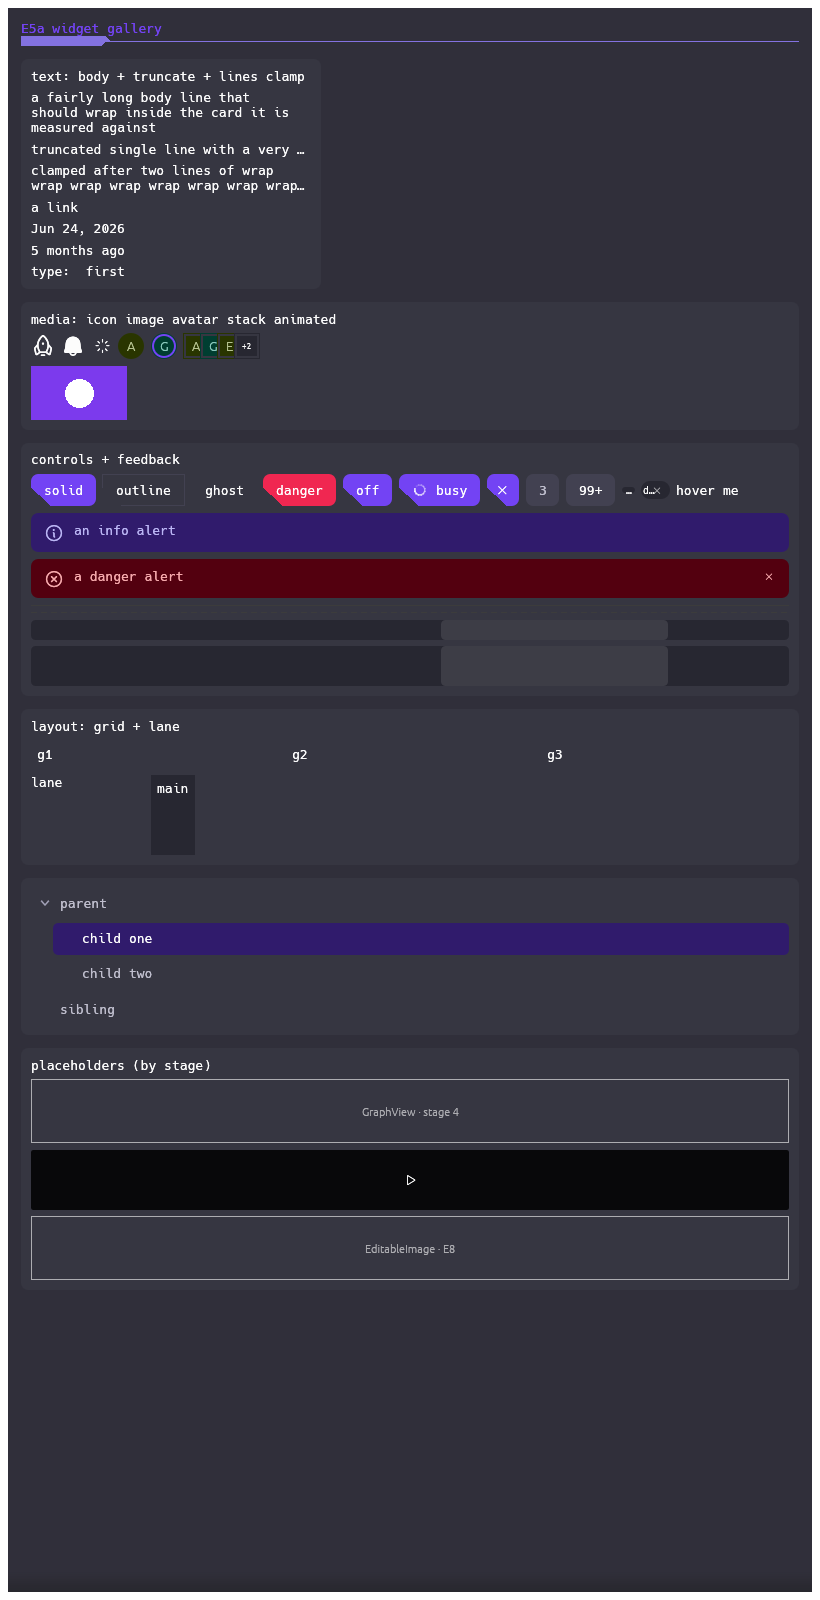 E5a widget gallery
text: body + truncate + lines clamp
a fairly long body line that
should wrap inside the card it is
measured against
truncated single line with a very …
clamped after two lines of wrap
wrap wrap wrap wrap wrap wrap wrap…
a link
Jun 24, 2026
5 months ago
type:  first
media: icon image avatar stack animated
A G A G E +2
controls + feedback
solid outline ghost danger off busy 3 99+ … d… hover me
an info alert
a danger alert
layout: grid + lane
g1 g2 g3
lane main
parent
child one
child two
sibling
placeholders (by stage)
GraphView · stage 4
EditableImage · E8